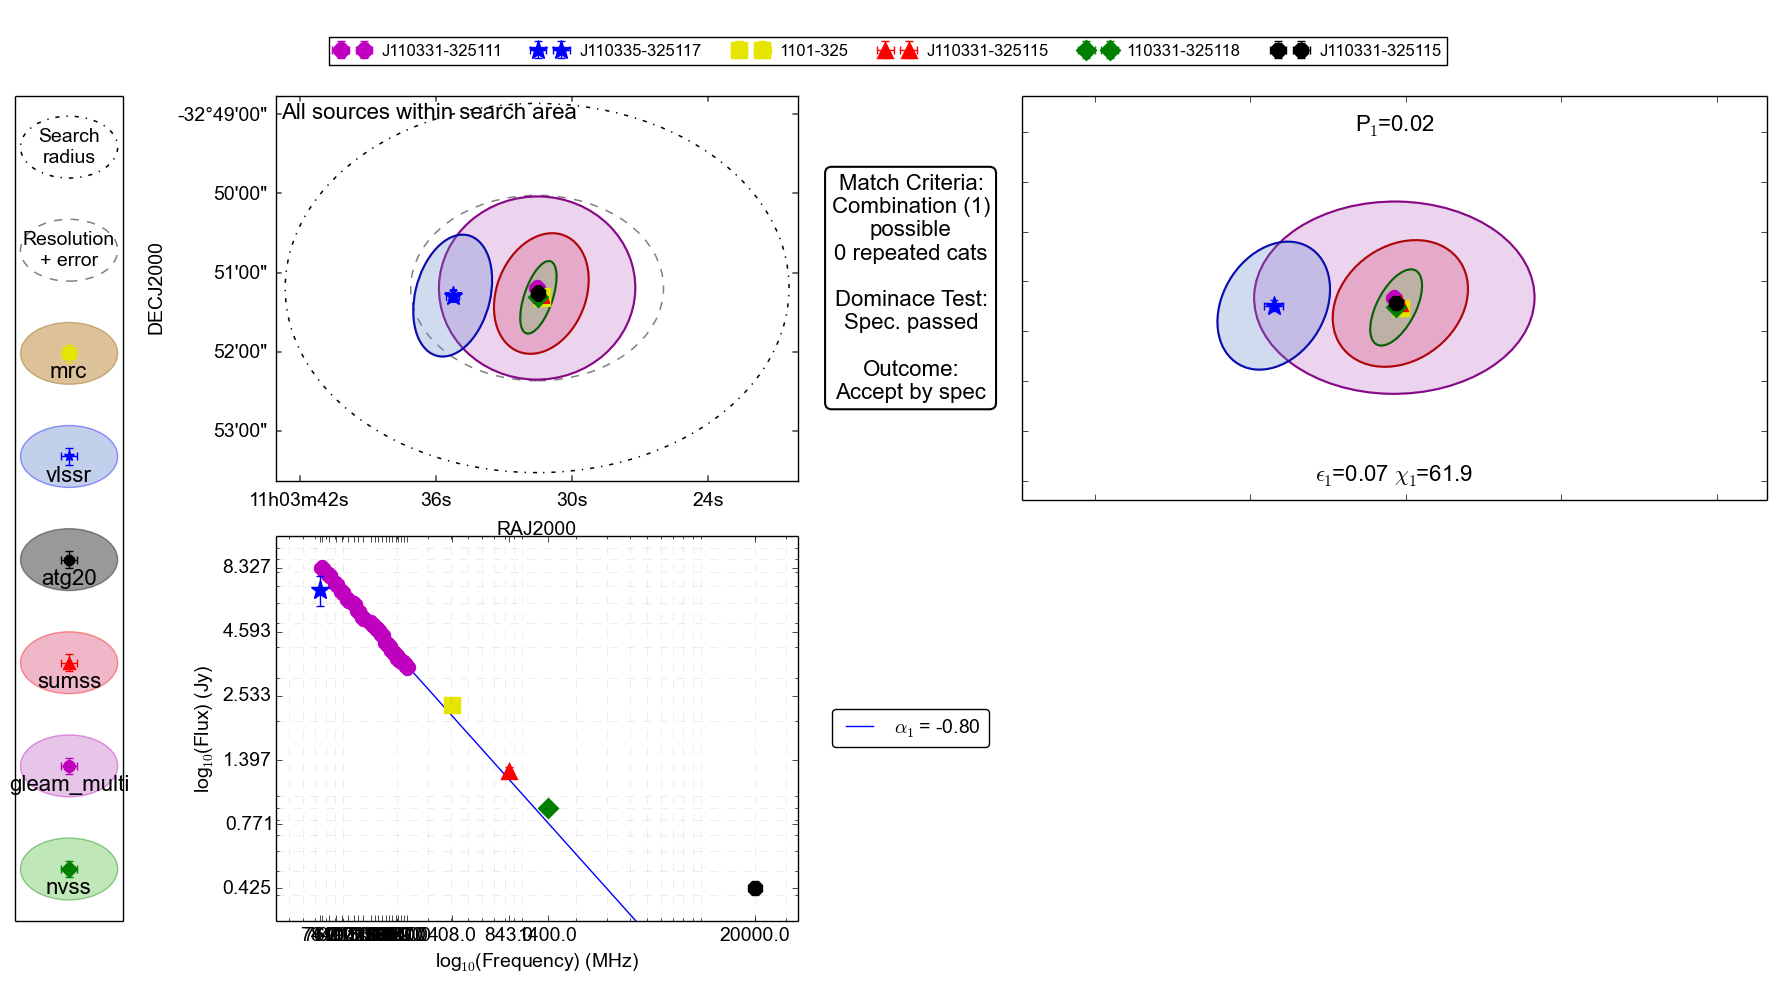 J110331-325111 J110335-325117 1101-325 J110331-325115 110331-325118 J110331-325115
Search
radius
Resolution
+ error
mrc
vlssr
atg20
sumss
gleam_multi
nvss
All sources within search area
DECJ2000
-32°49'00"
50'00"
51'00"
52'00"
53'00"
11h03m42s 36s 30s 24s
RAJ2000
Match Criteria:
Combination (1)
possible
0 repeated cats
Dominace Test:
Spec. passed
Outcome:
Accept by spec
P₁=0.02
ϵ₁=0.07 χ₁=61.9
log₁₀(Flux) (Jy)
8.327
4.593
2.533
1.397
0.771
0.425
408.0 843.0 1400.0 20000.0
log₁₀(Frequency) (MHz)
α₁ = -0.80